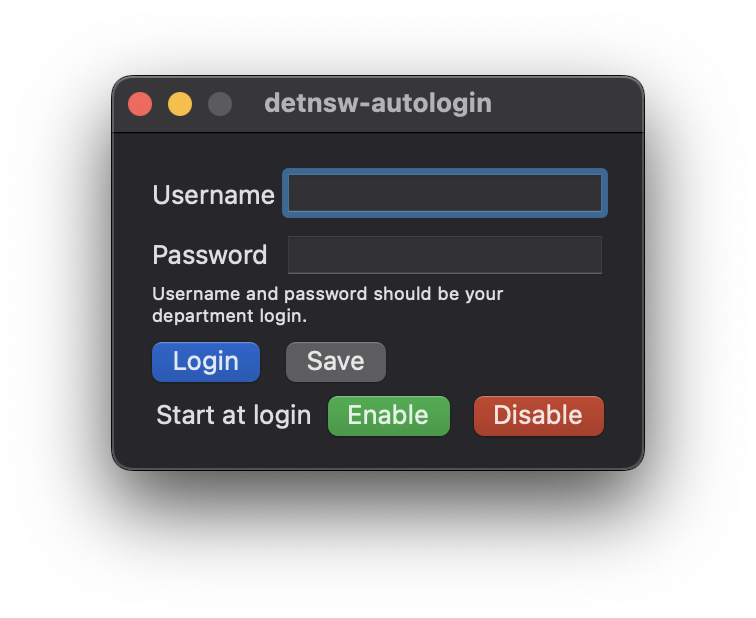 detnsw-autologin
Username
Password
Username and password should be your
department login.
Login Save
Start at login Enable Disable